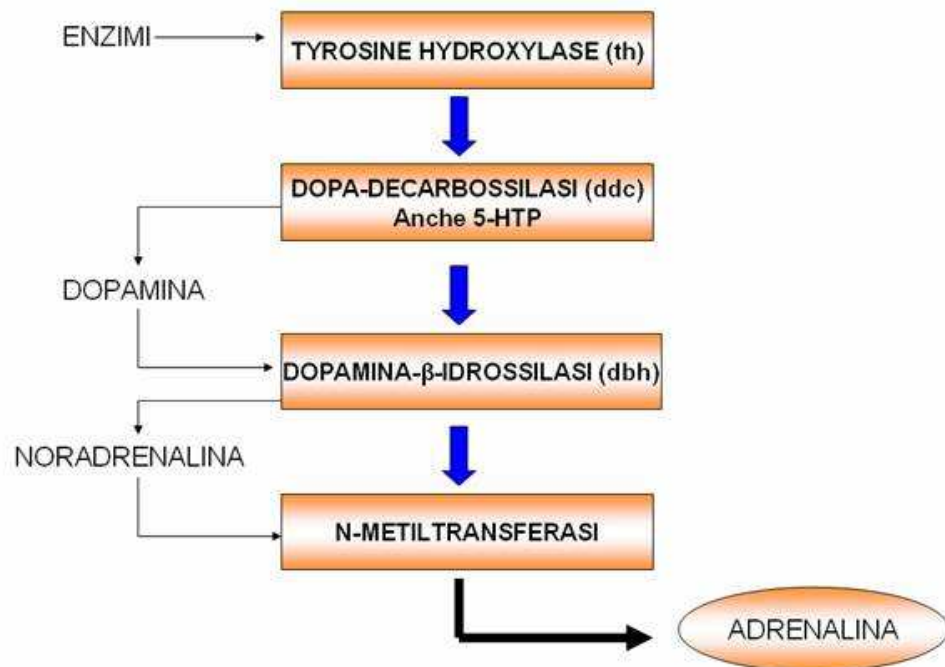 ENZIMI
TYROSINE HYDROXYLASE (th)
DOPA-DECARBOSSILASI (ddc)
Anche 5-HTP
DOPAMINA
DOPAMINA-β-IDROSSILASI (dbh)
NORADRENALINA
N-METILTRANSFERASI
ADRENALINA